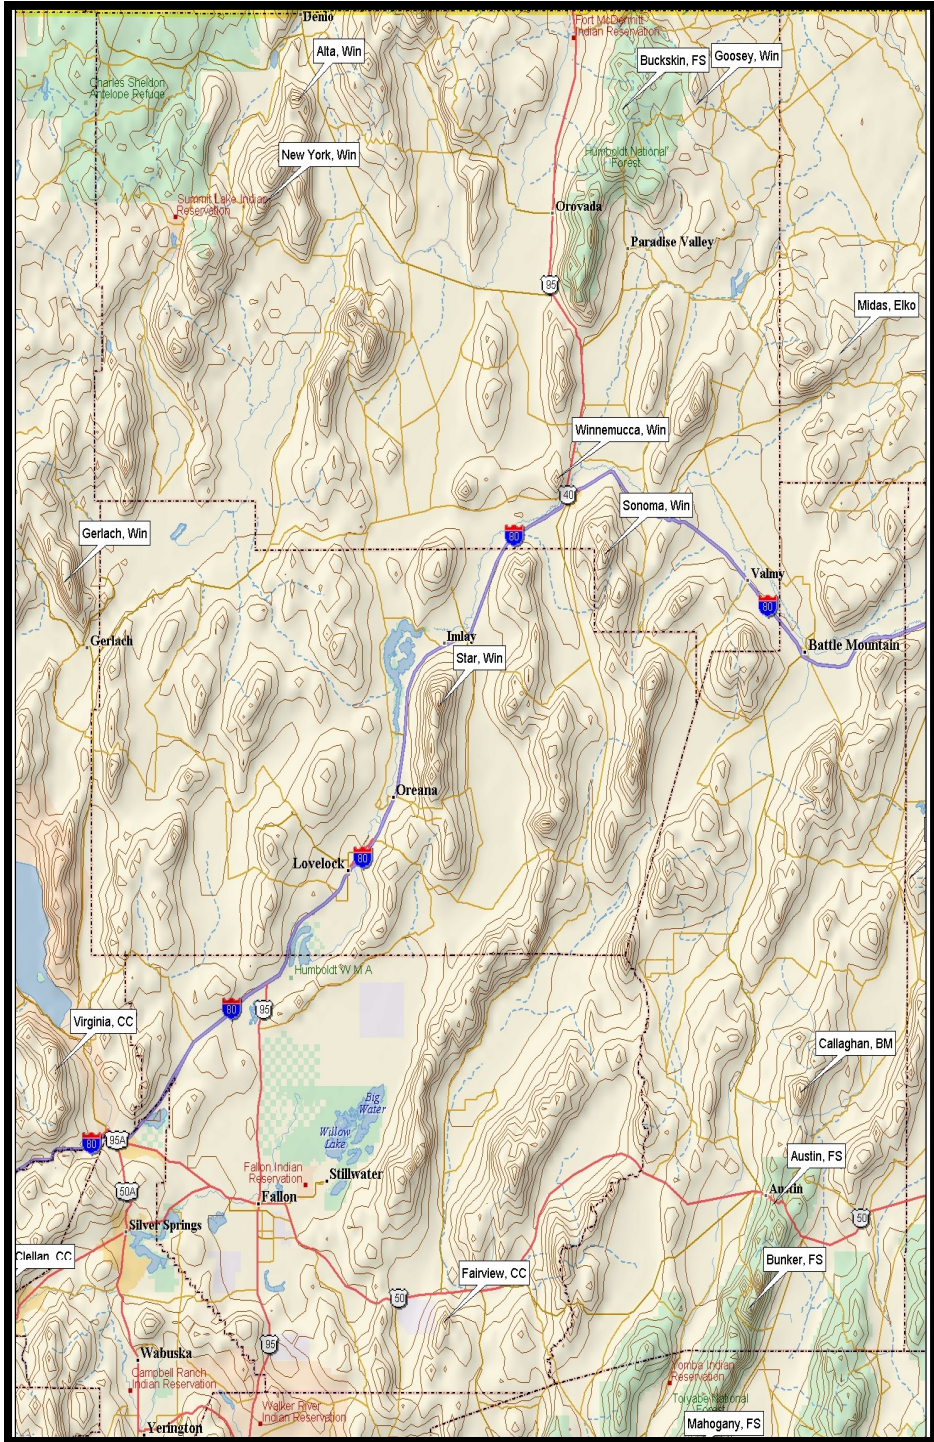 Denio
Fort McDermitt
Indian Reservation
Alta, Win
Buckskin, FS
Goosey, Win
Charles Sheldon
Antelope Refuge
New York, Win
Humboldt National
Forest
Summit Lake Indian
Reservation
Orovada
Paradise Valley
95
Midas, Elko
Winnemucca, Win
40
Sonoma, Win
Gerlach, Win
80
Valmy
80
Gerlach
Imlay
Battle Mountain
Star, Win
Oreana
Lovelock
80
Humboldt W M A
80
95
Virginia, CC
Callaghan, BM
Big
Water
Willow
Lake
80
95A
Austin, FS
Fallon Indian
Reservation
Stillwater
50A
Fallon
Austin
Silver Springs
50
Clellan, CC
Bunker, FS
Fairview, CC
50
95
Wabuska
Yomba Indian
Reservation
Campbell Ranch
Indian Reservation
Toiyabe National
Forest
Walker River
Indian Reservation
Mahogany, FS
Yerington